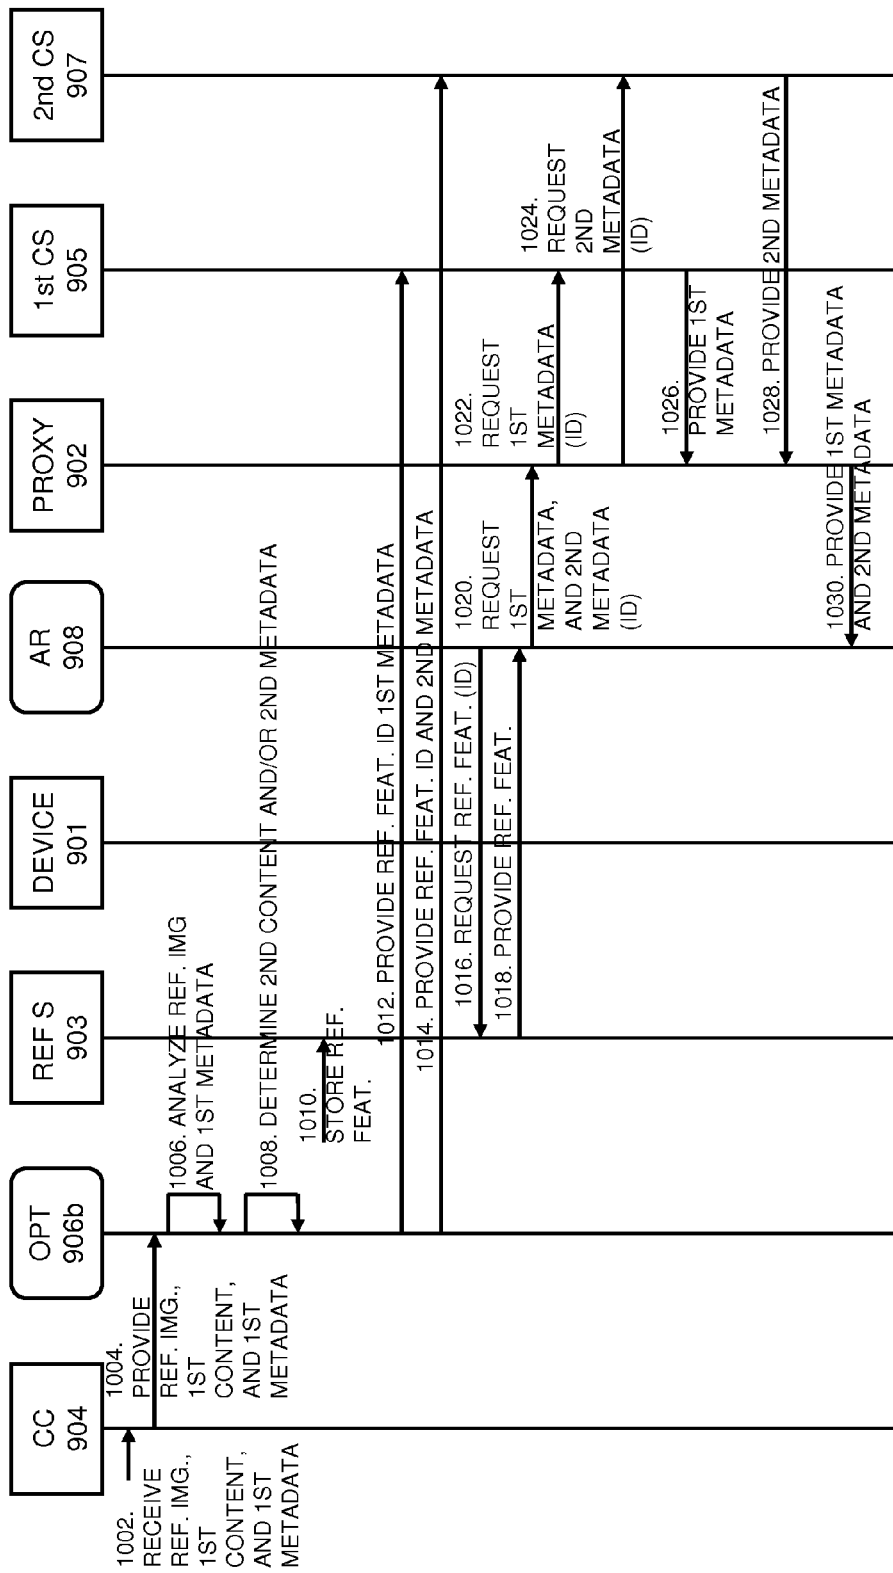 CC
904
OPT
906b
REF S
903
DEVICE
901
AR
908
PROXY
902
1st CS
905
2nd CS
907
1002.
RECEIVE
REF. IMG.,
1ST
CONTENT,
AND 1ST
METADATA
1004.
PROVIDE
REF. IMG.,
1ST
CONTENT,
AND 1ST
METADATA
1006. ANALYZE REF. IMG
AND 1ST METADATA
1008. DETERMINE 2ND CONTENT AND/OR 2ND METADATA
1010.
STORE REF.
FEAT.
1012. PROVIDE REF. FEAT. ID 1ST METADATA
1014. PROVIDE REF. FEAT. ID AND 2ND METADATA
1016. REQUEST REF. FEAT. (ID)
1018. PROVIDE REF. FEAT.
1020.
REQUEST
1ST
METADATA,
AND 2ND
METADATA
(ID)
1022.
REQUEST
1ST
METADATA
(ID)
1024.
REQUEST
2ND
METADATA
(ID)
1026.
PROVIDE 1ST
METADATA
1028. PROVIDE 2ND METADATA
1030. PROVIDE 1ST METADATA
AND 2ND METADATA